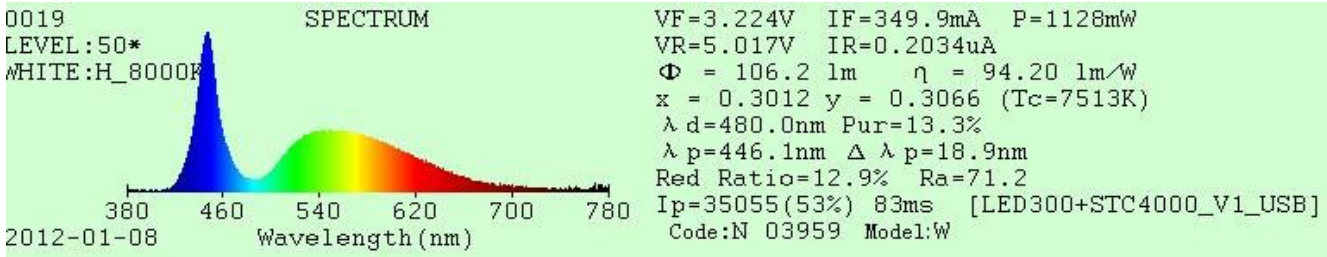 0019
SPECTRUM
LEVEL:50*
WHITE:H_8000K
380 460 540 620 700 780
2012-01-08
Wavelength(nm)
VF=3.224V IF=349.9mA P=1128mW
VR=5.017V IR=0.2034uA
Φ = 106.2 lm η = 94.20 lm/W
x = 0.3012 y = 0.3066 (Tc=7513K)
λd=480.0nm Pur=13.3%
λp=446.1nm Δλp=18.9nm
Red Ratio=12.9% Ra=71.2
Ip=35055(53%) 83ms [LED300+STC4000_V1_USB]
Code:N 03959 Model:W